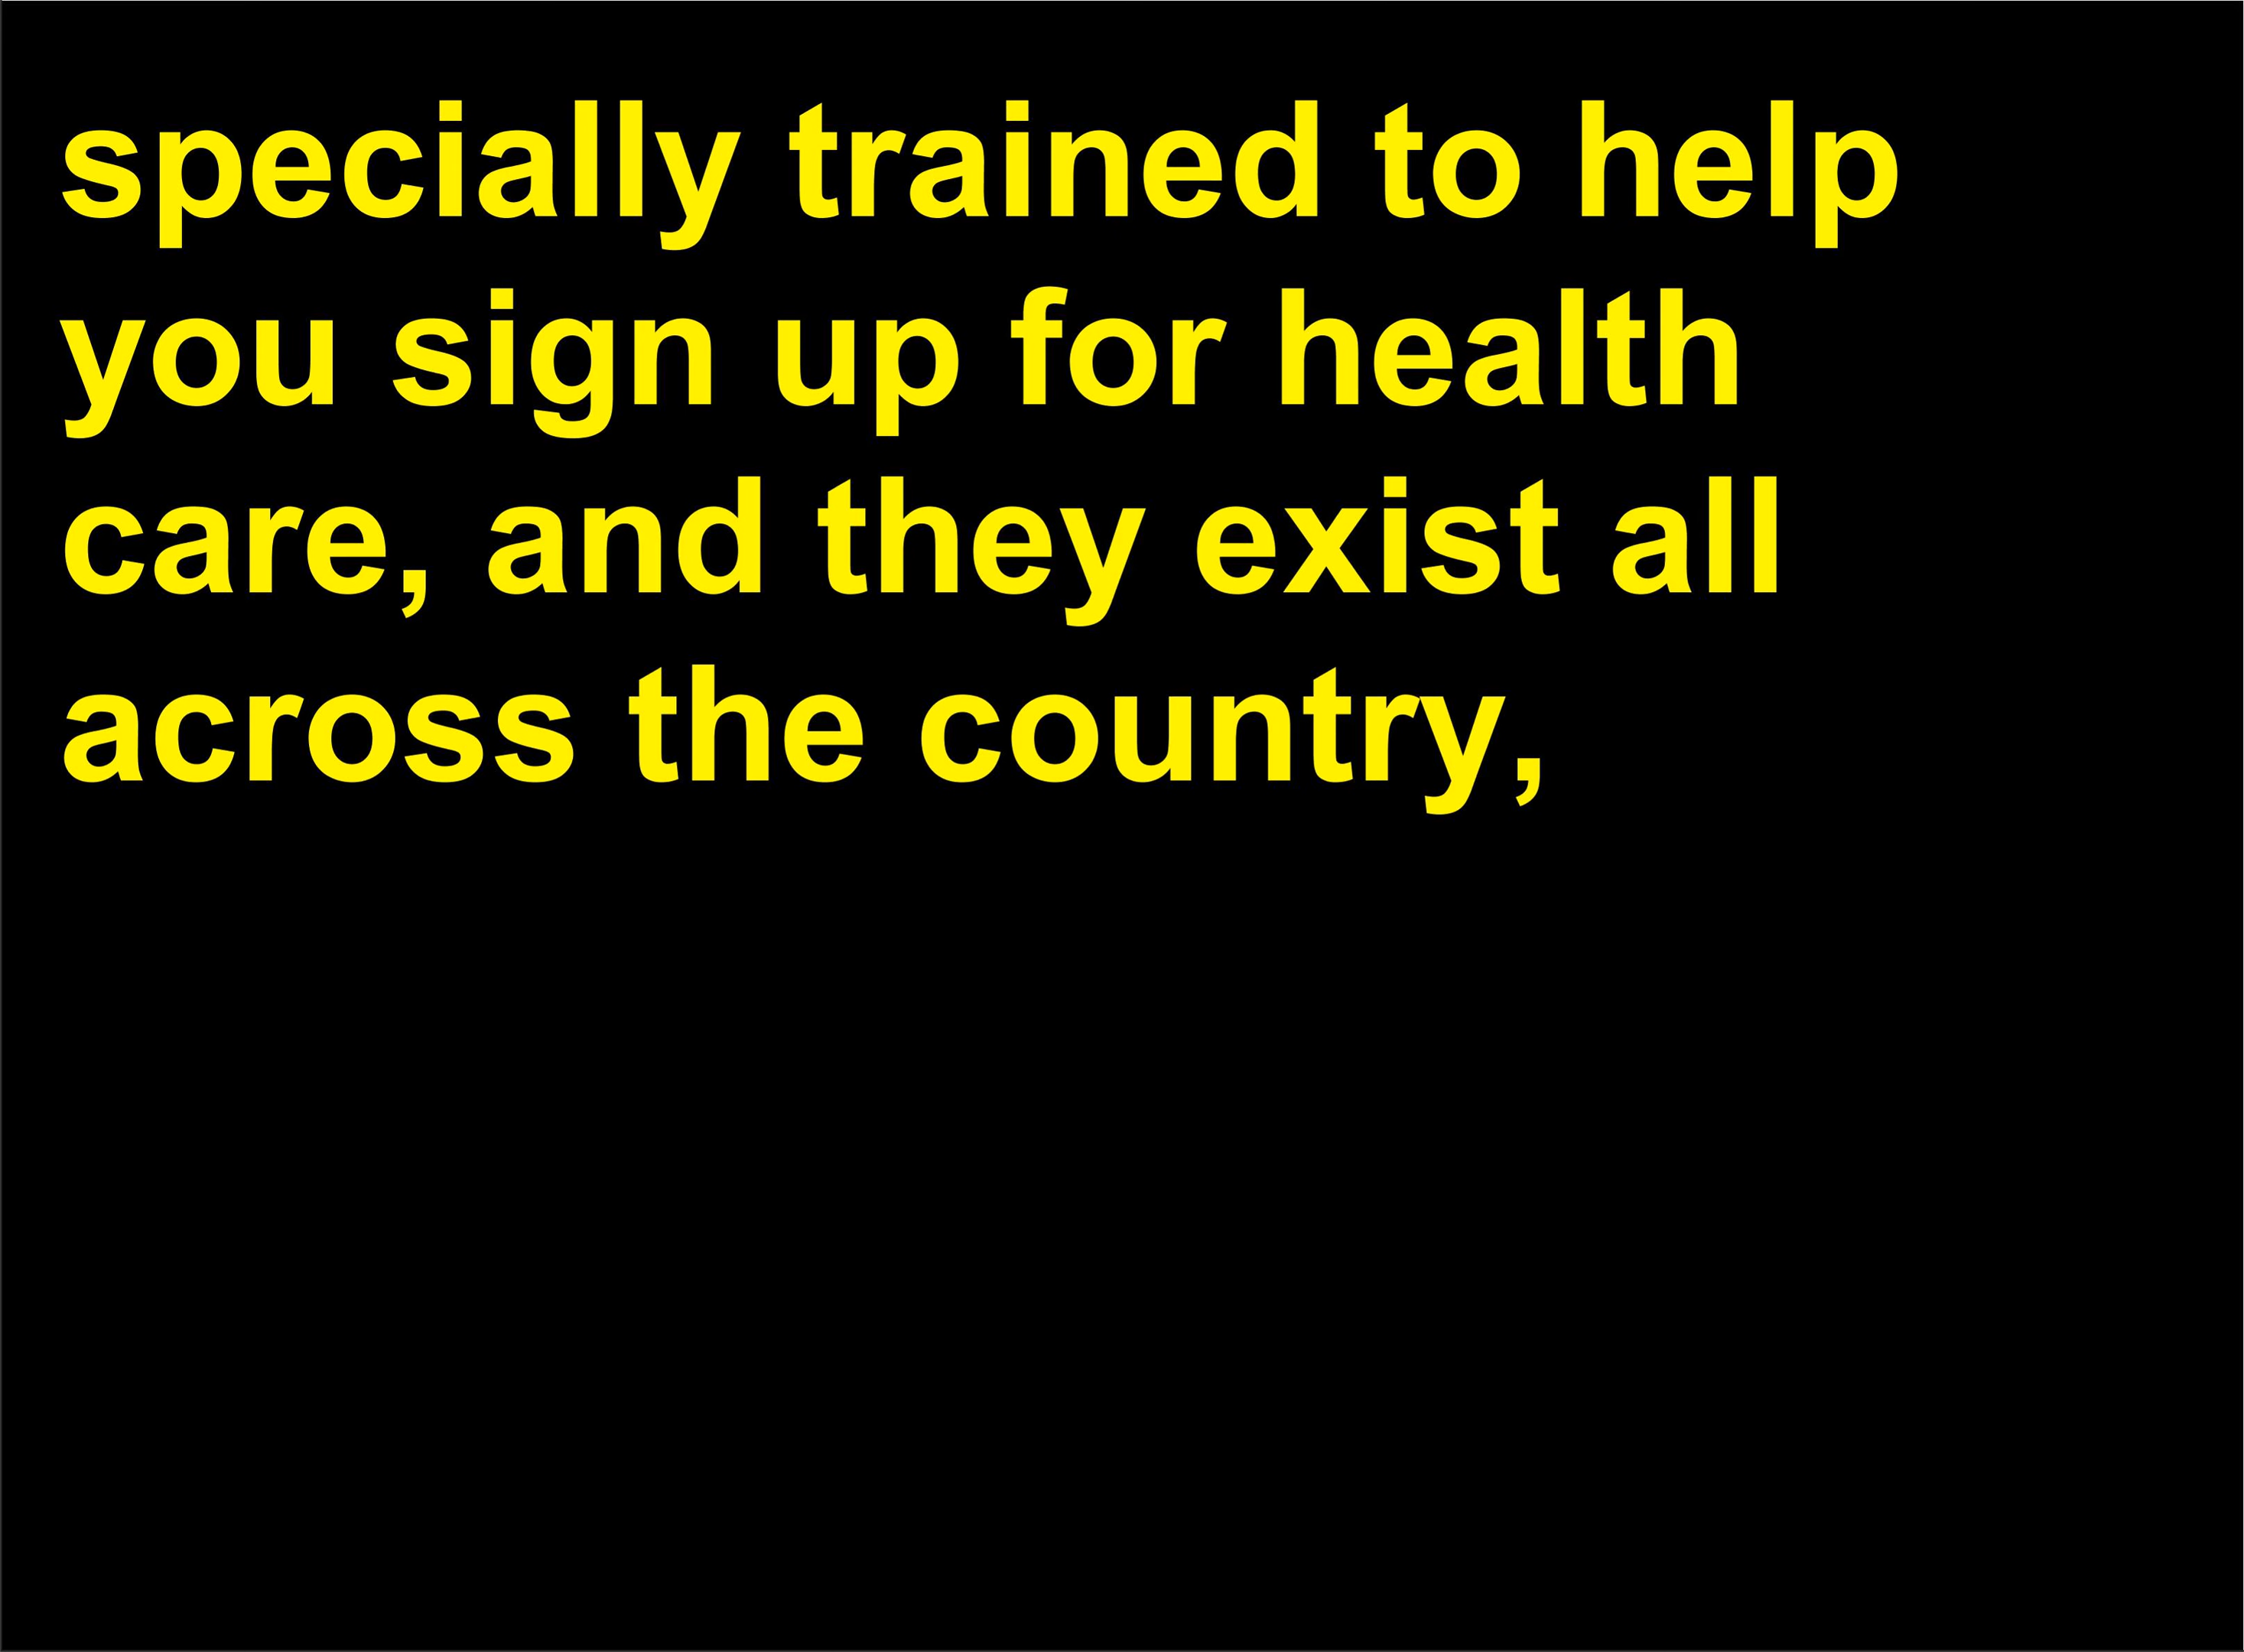 specially trained to help
you sign up for health
care, and they exist all
across the country,